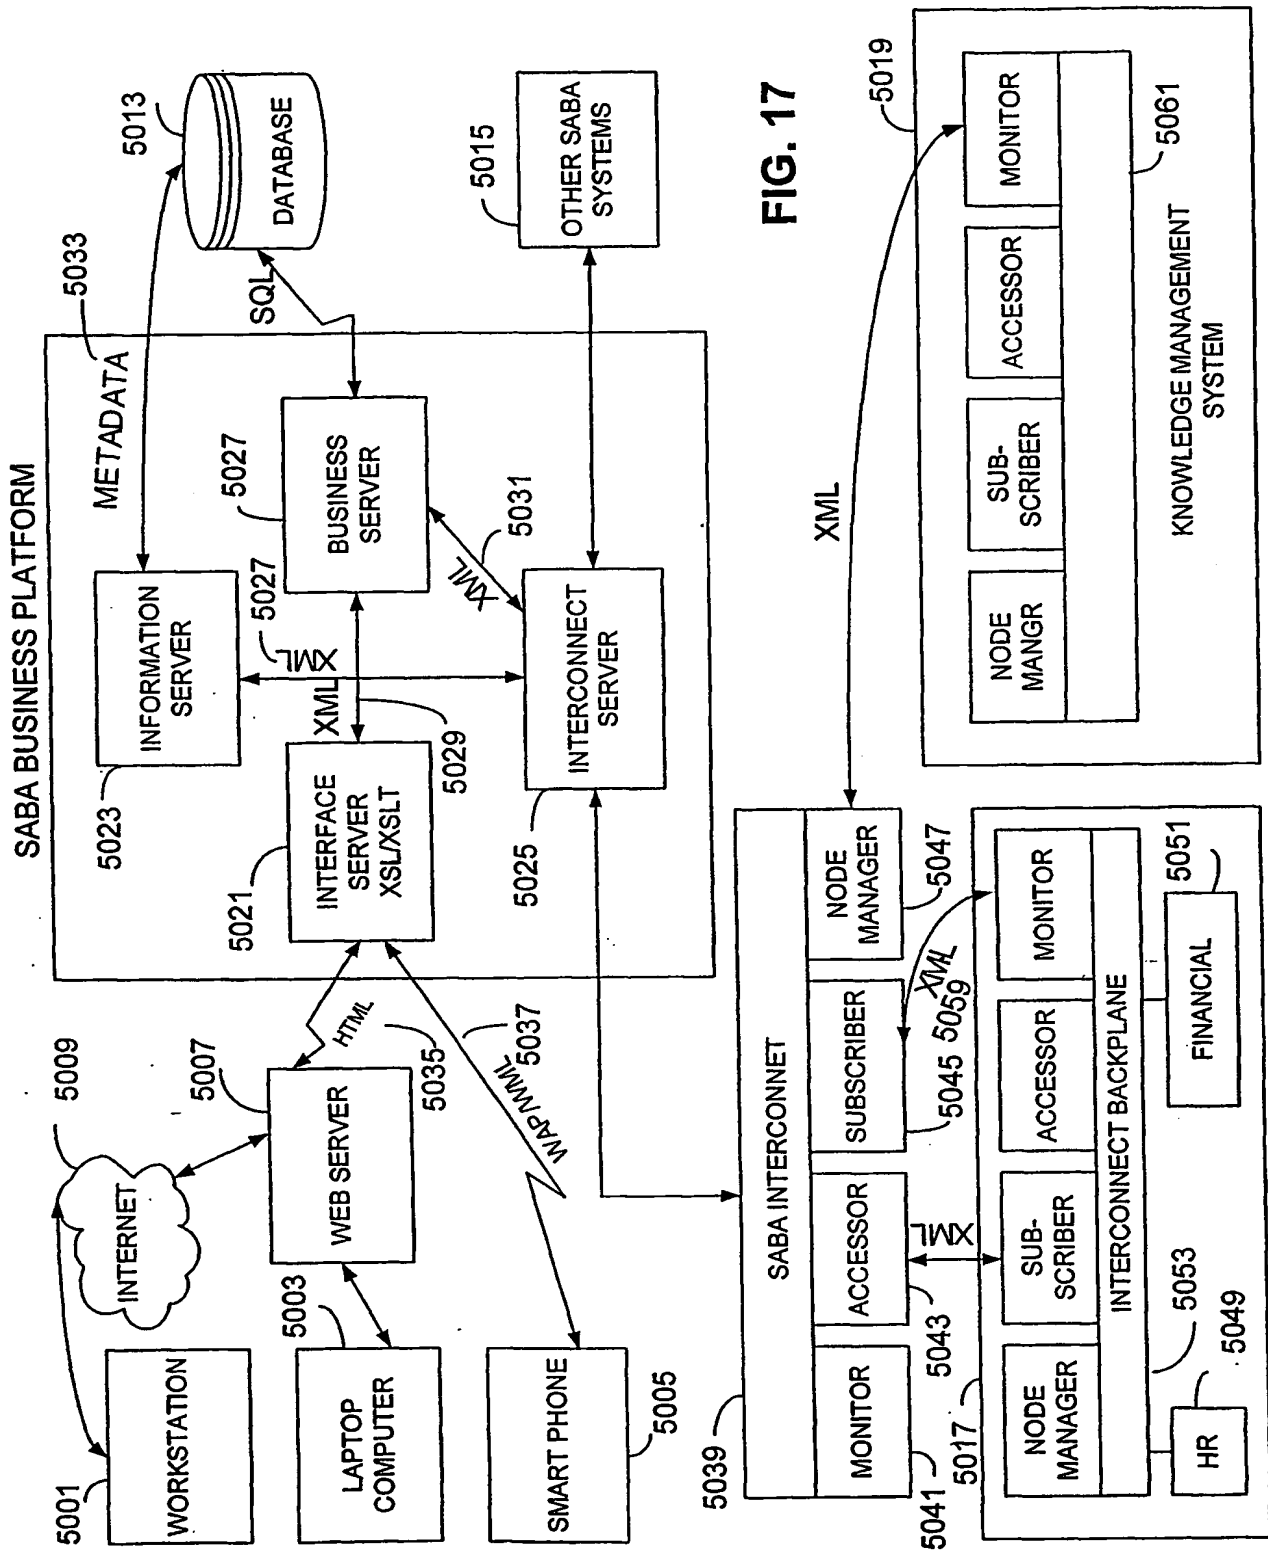 SABA BUSINESS PLATFORM
5001
WORKSTATION
5009
INTERNET
5007
WEB SERVER
5003
LAPTOP
COMPUTER
SMART PHONE
5005
HTML
5035
WAP/WML
5037
5023
INFORMATION
SERVER
5021
INTERFACE
SERVER
XSL/XSLT
XML
5027
XML
5029
5027
BUSINESS
SERVER
XML
5031
5025
INTERCONNECT
SERVER
METADATA
5033
SQL
5013
DATABASE
5015
OTHER SABA
SYSTEMS
FIG. 17
5039
SABA INTERCONNET
MONITOR
ACCESSOR
SUBSCRIBER
NODE
MANAGER
5041
5043
5045
5047
XML
XML
5059
5017
NODE
MANAGER
SUB-
SCRIBER
ACCESSOR
MONITOR
INTERCONNECT BACKPLANE
5053
HR
5049
FINANCIAL
5051
XML
5019
NODE
MANGR
SUB-
SCRIBER
ACCESSOR
MONITOR
5061
KNOWLEDGE MANAGEMENT
SYSTEM